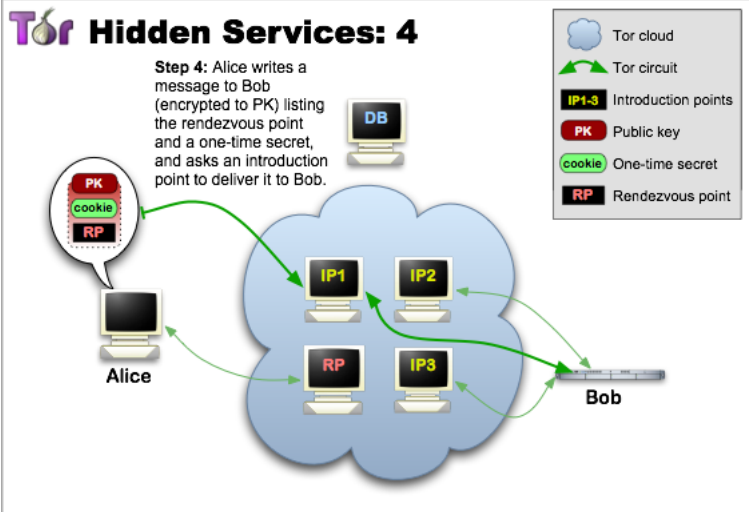 Tor Hidden Services: 4
Step 4: Alice writes a
message to Bob
(encrypted to PK) listing
the rendezvous point
and a one-time secret,
and asks an introduction
point to deliver it to Bob.
DB
Tor cloud
Tor circuit
IP1-3 Introduction points
PK Public key
cookie One-time secret
RP Rendezvous point
PK
cookie
RP
IP1
IP2
RP
IP3
Alice
Bob